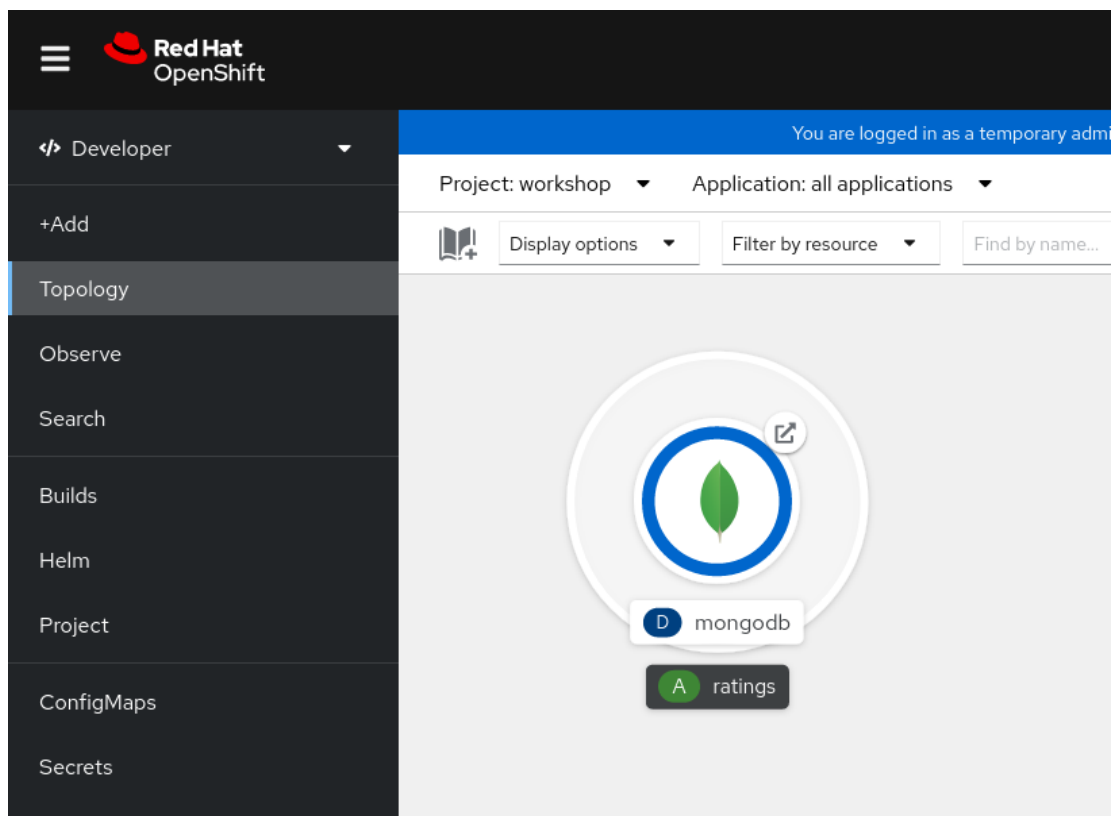 Red Hat
OpenShift
</> Developer
You are logged in as a temporary admi
Project: workshop
Application: all applications
+Add
Display options
Filter by resource
Find by name...
Topology
Observe
Search
Builds
Helm
Project
ConfigMaps
Secrets
D mongodb
A ratings